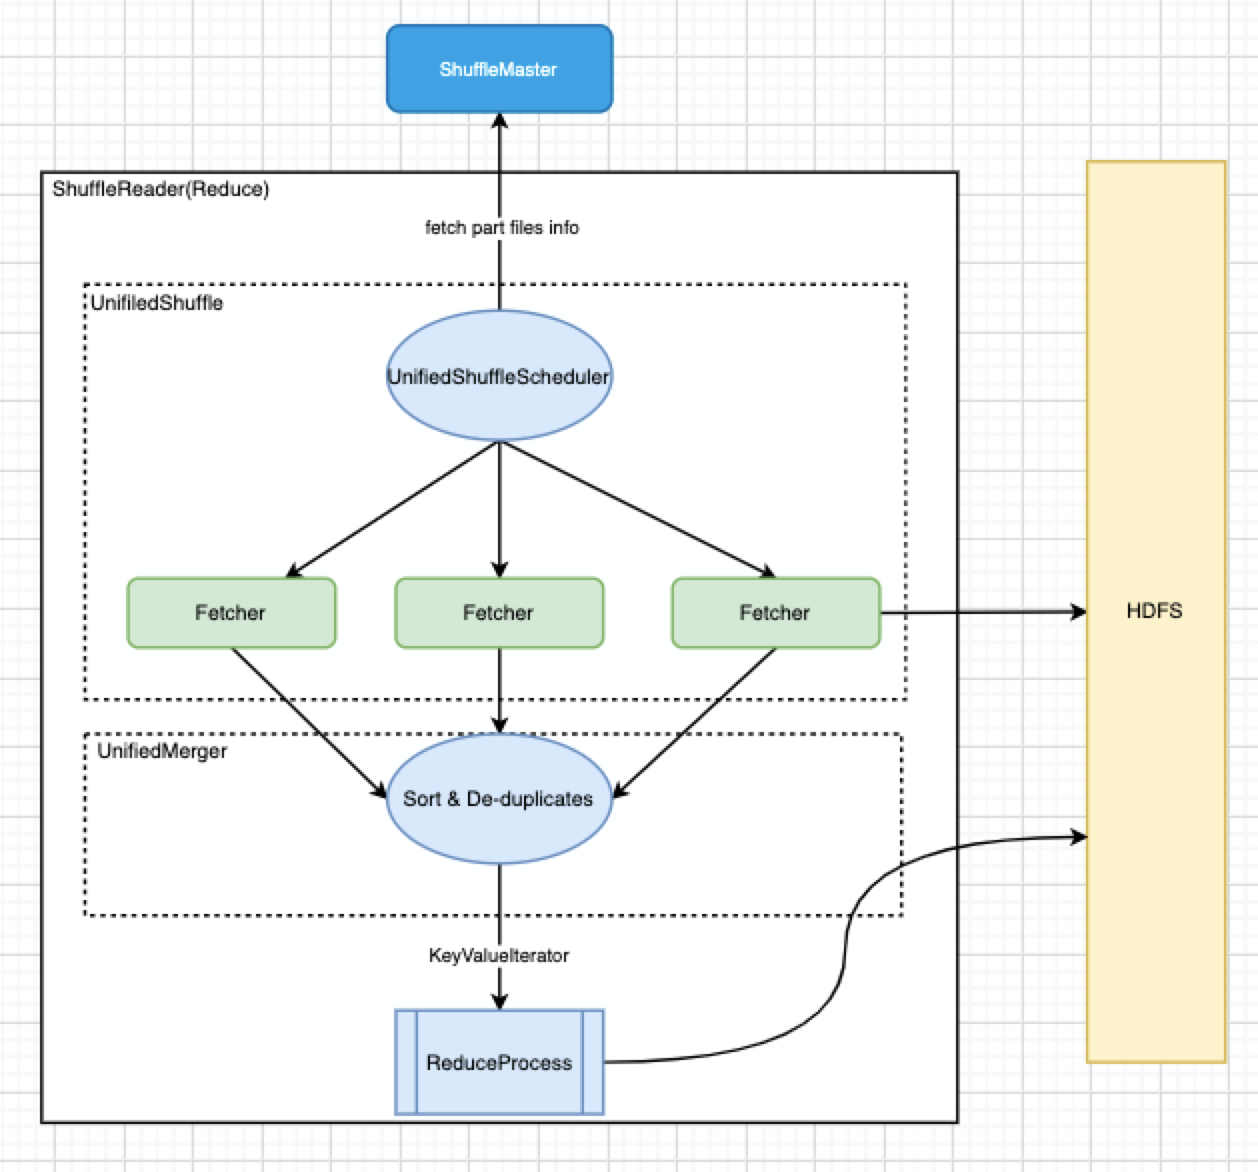 ShuffleMaster
ShuffleReader(Reduce)
fetch part files info
UnifiledShuffle
UnifiedShuffleScheduler
Fetcher
Fetcher
Fetcher
HDFS
UnifiedMerger
Sort & De-duplicates
KeyValueIterator
ReduceProcess